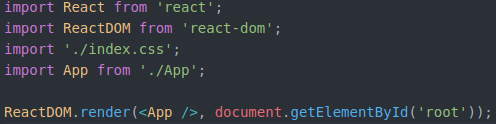 import React from 'react';
import ReactDOM from 'react-dom';
import './index.css';
import App from './App';
ReactDOM.render(<App />, document.getElementById('root'));